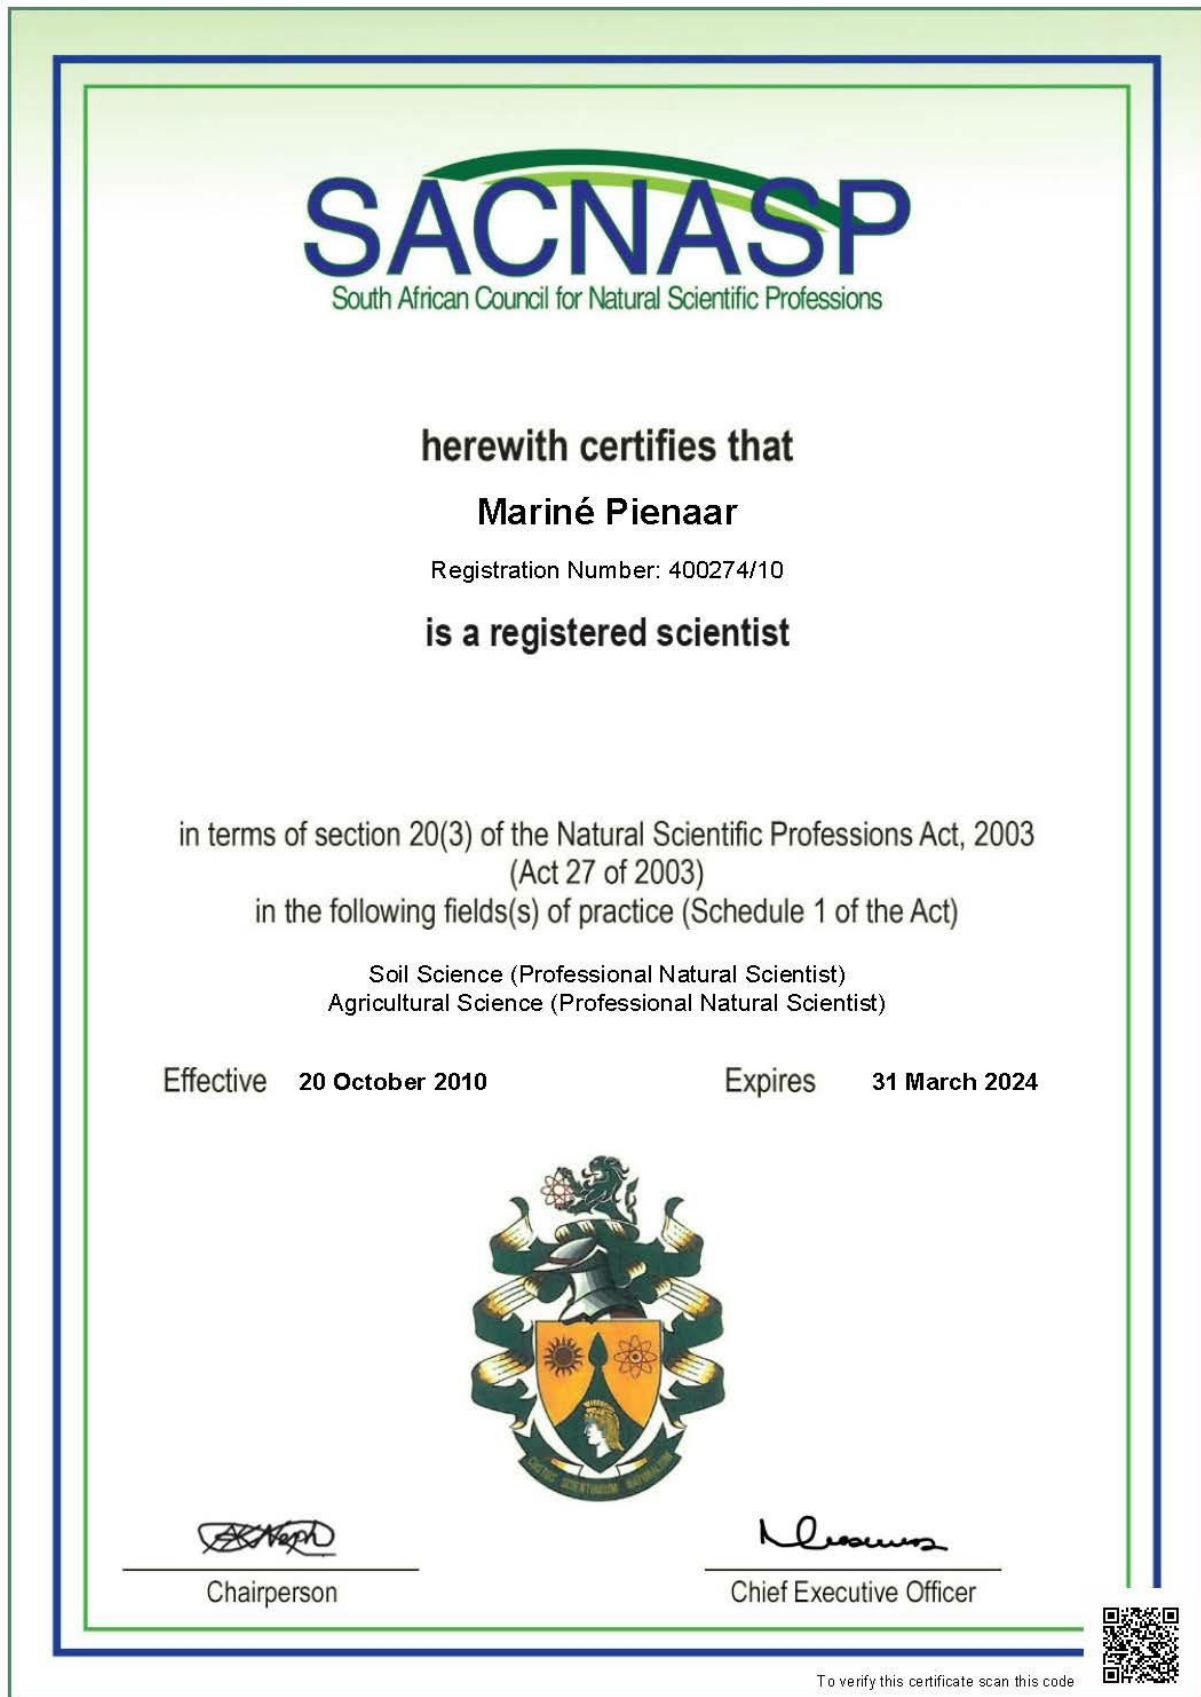 SACNASP
South African Council for Natural Scientific Professions
herewith certifies that
Mariné Pienaar
Registration Number: 400274/10
is a registered scientist
in terms of section 20(3) of the Natural Scientific Professions Act, 2003
(Act 27 of 2003)
in the following fields(s) of practice (Schedule 1 of the Act)
Soil Science (Professional Natural Scientist)
Agricultural Science (Professional Natural Scientist)
Effective 20 October 2010 Expires 31 March 2024
CUSTOS SCIENTIARUM NATURALIUM
Chairperson Chief Executive Officer
To verify this certificate scan this code